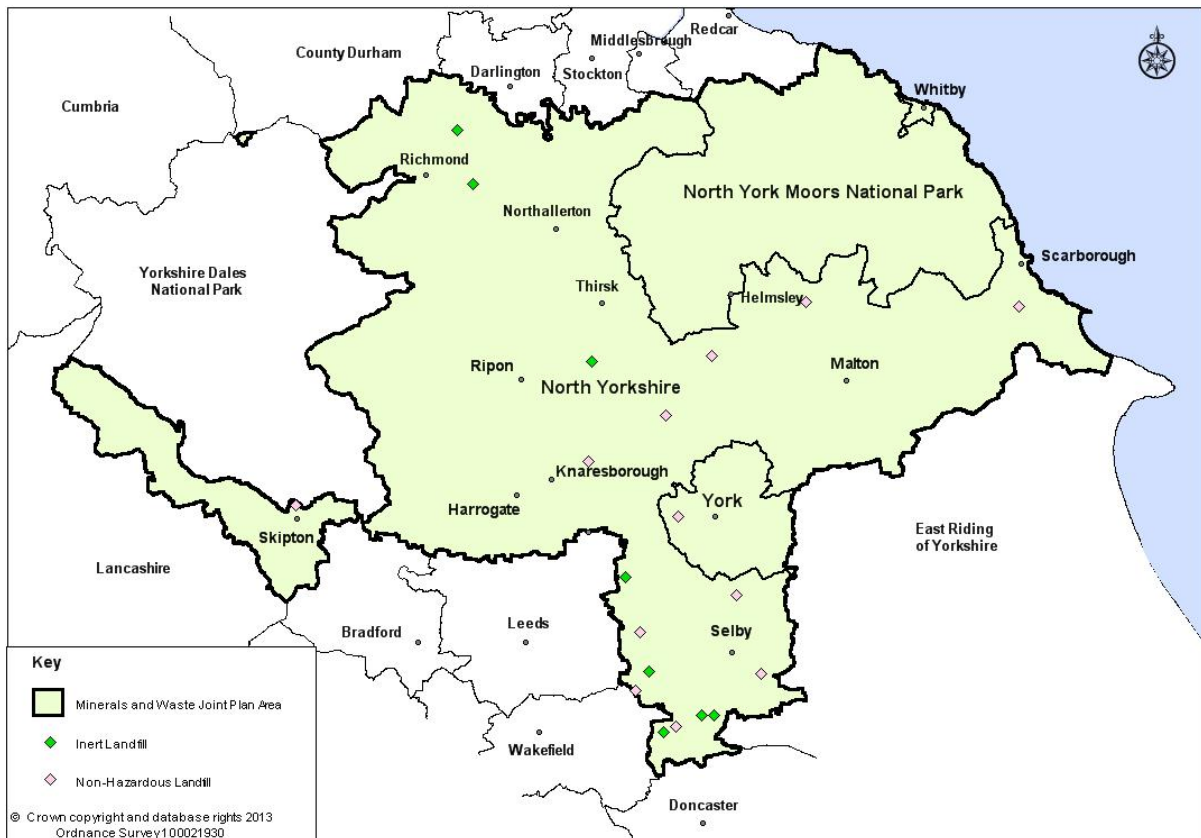 Redcar
County Durham
Middlesbrough
Darlington
Stockton
Cumbria
Whitby
Richmond
North York Moors National Park
Northallerton
Scarborough
Yorkshire Dales
National Park
Thirsk
Helmsley
Ripon
North Yorkshire
Malton
Knaresborough
Harrogate
York
Skipton
East Riding
of Yorkshire
Lancashire
Bradford
Leeds
Selby
Key
Minerals and Waste Joint Plan Area
Inert Landfill
Non-Hazardous Landfill
Wakefield
Doncaster
© Crown copyright and database rights 2013
Ordnance Survey100021930